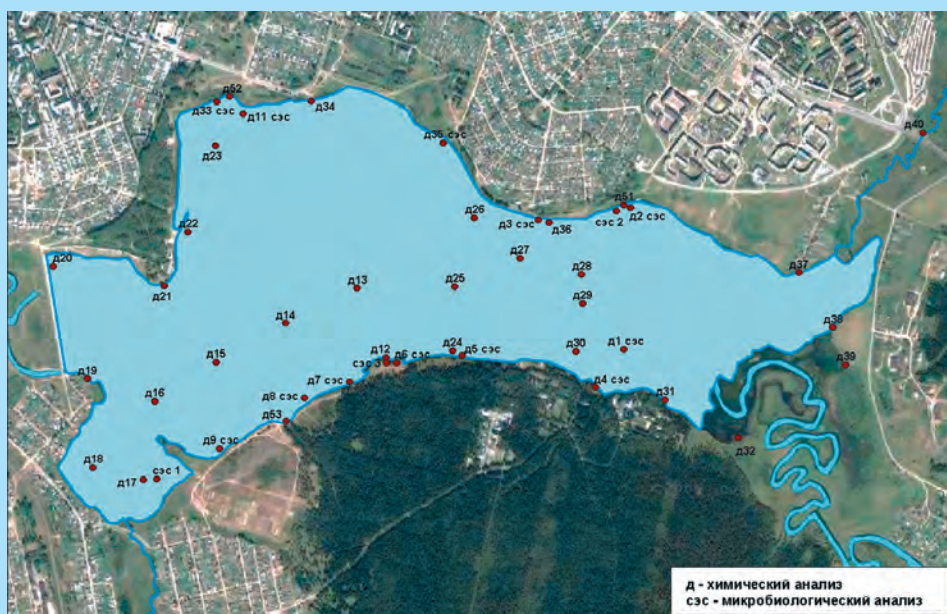 д52
д33 сэс
д34
д11 сэс
д40
д35 сэс
д23
д51
д26
сэс 2
д2 сэс
д3 сэс
д36
д22
д27
д20
д37
д28
д21
д25
д13
д29
д14
д38
д24
д1 сэс
д30
д12
д5 сэс
д15
сэс 3
д6 сэс
д39
д19
д7 сэс
д4 сэс
д31
д16
д8 сэс
д53
д9 сэс
д32
д18
сэс 1
д17
д - химический анализ
сэс - микробиологический анализ